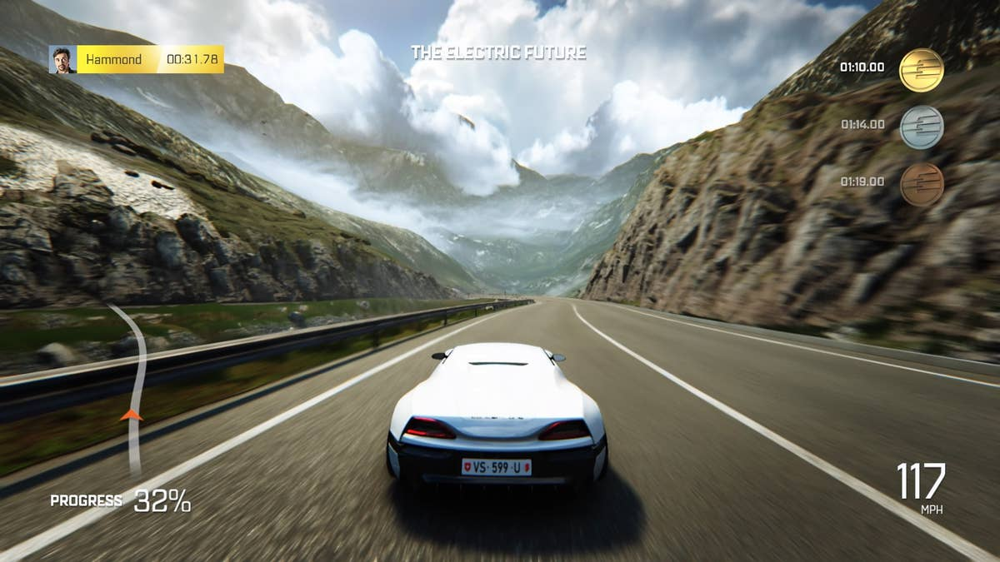 Hammond 00:31.78
THE ELECTRIC FUTURE
01:10.00
01:14.00
01:19.00
VS·599·U
PROGRESS 32%
117
MPH